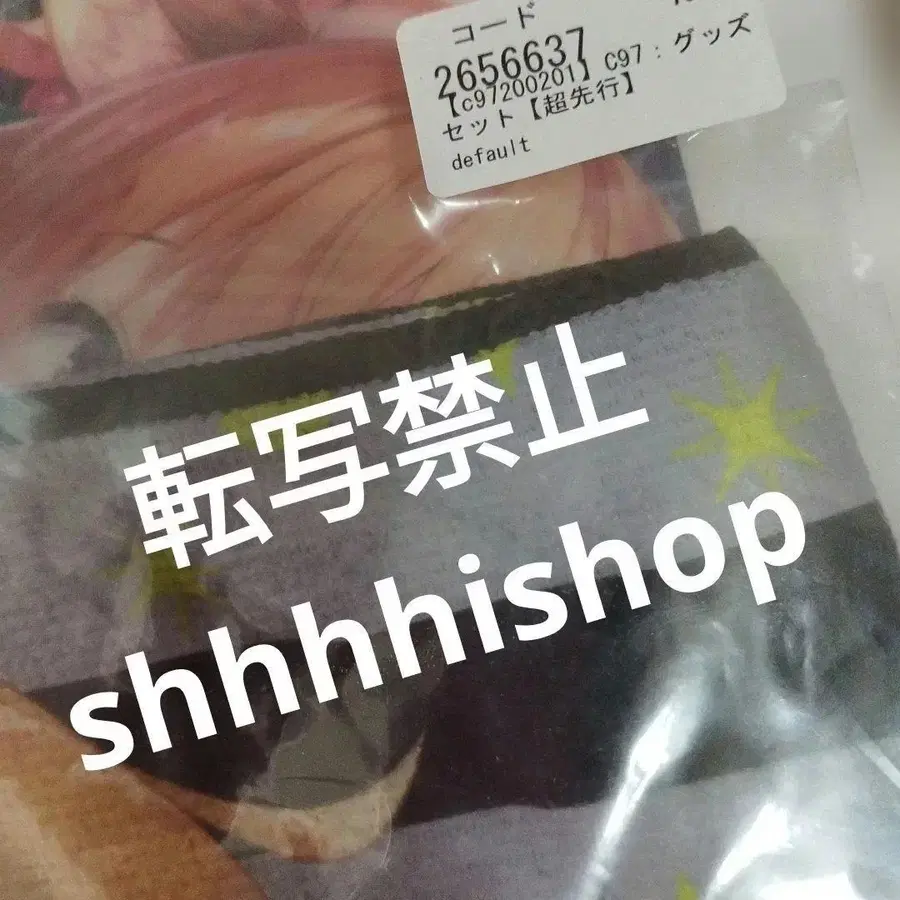 コード
2656637
【c97200201】C97：グッズ
セット【超先行】
default
転写禁止
shhhhishop